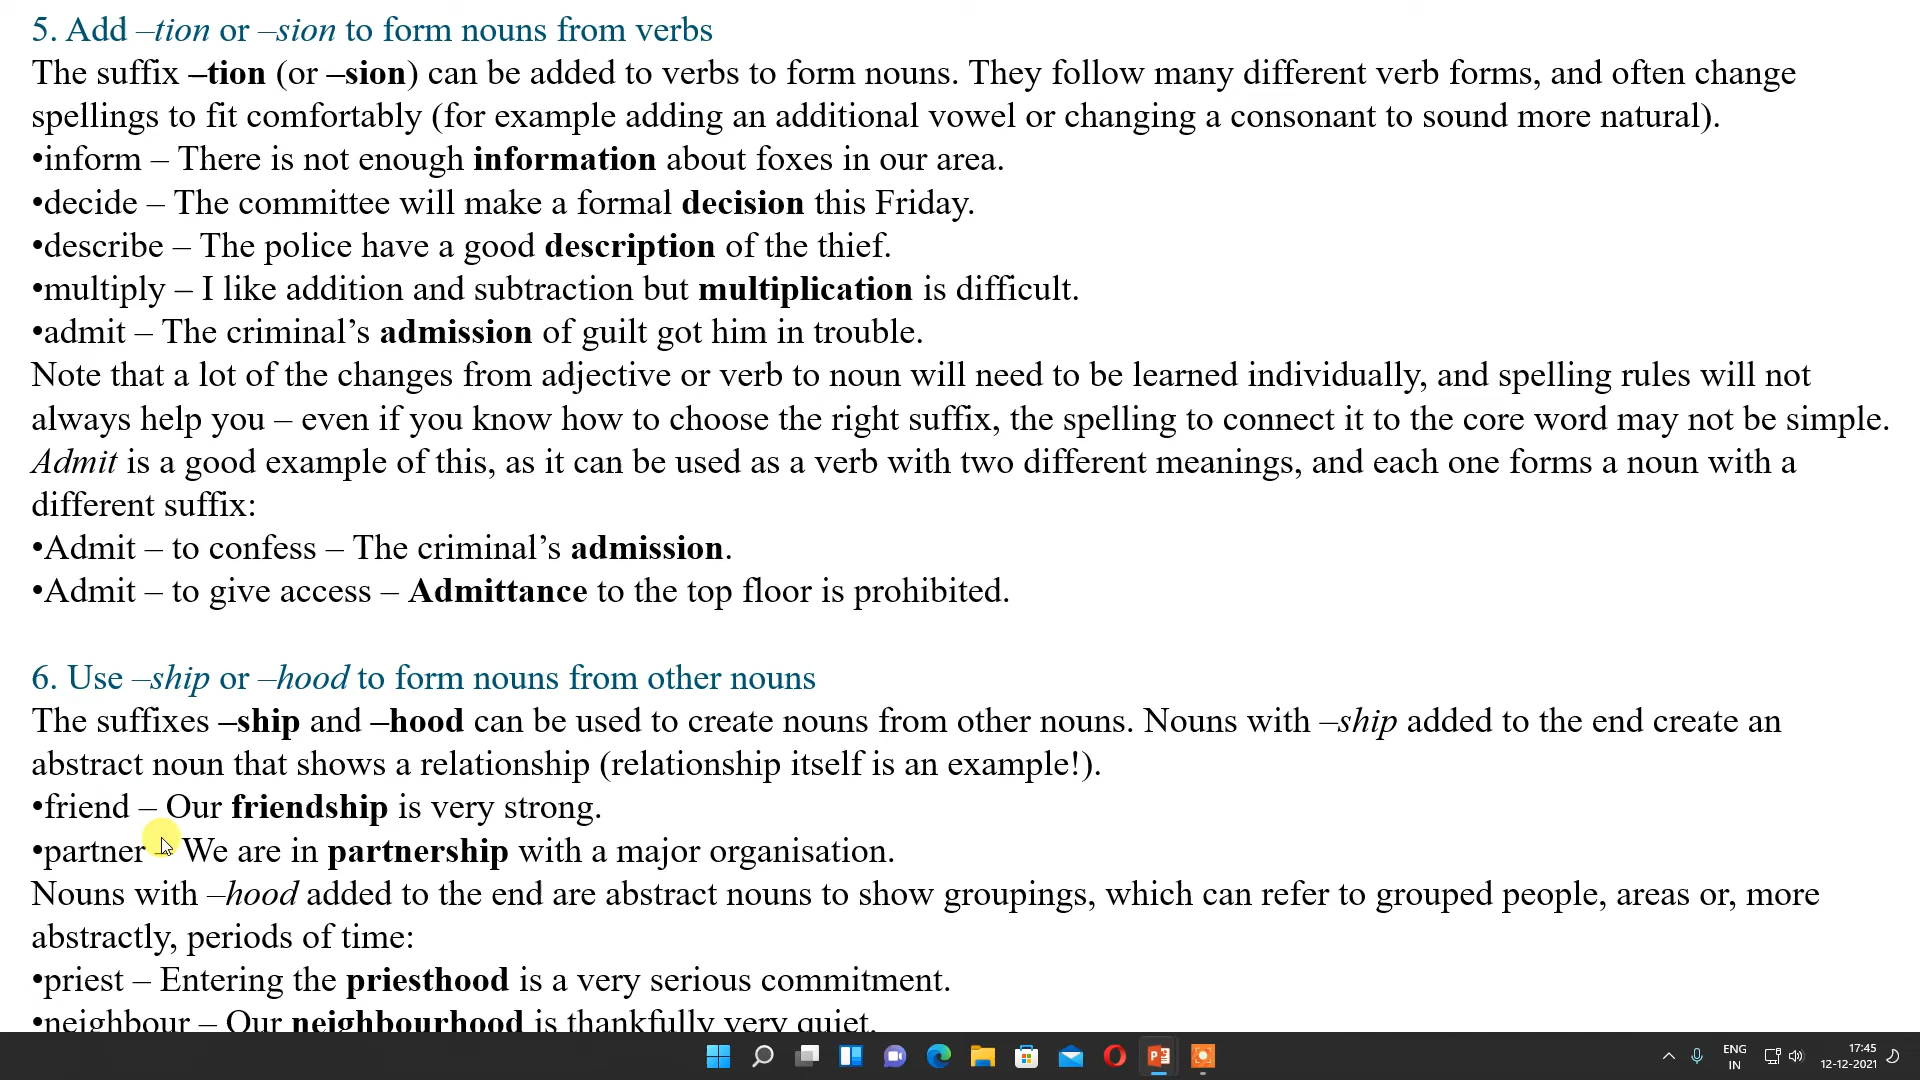 5. Add –tion or –sion to form nouns from verbs
The suffix –tion (or –sion) can be added to verbs to form nouns. They follow many different verb forms, and often change
spellings to fit comfortably (for example adding an additional vowel or changing a consonant to sound more natural).
•inform – There is not enough information about foxes in our area.
•decide – The committee will make a formal decision this Friday.
•describe – The police have a good description of the thief.
•multiply – I like addition and subtraction but multiplication is difficult.
•admit – The criminal’s admission of guilt got him in trouble.
Note that a lot of the changes from adjective or verb to noun will need to be learned individually, and spelling rules will not
always help you – even if you know how to choose the right suffix, the spelling to connect it to the core word may not be simple.
Admit is a good example of this, as it can be used as a verb with two different meanings, and each one forms a noun with a
different suffix:
•Admit – to confess – The criminal’s admission.
•Admit – to give access – Admittance to the top floor is prohibited.
6. Use –ship or –hood to form nouns from other nouns
The suffixes –ship and –hood can be used to create nouns from other nouns. Nouns with –ship added to the end create an
abstract noun that shows a relationship (relationship itself is an example!).
•friend – Our friendship is very strong.
•partner – We are in partnership with a major organisation.
Nouns with –hood added to the end are abstract nouns to show groupings, which can refer to grouped people, areas or, more
abstractly, periods of time:
•priest – Entering the priesthood is a very serious commitment.
•neighbour – Our neighbourhood is thankfully very quiet.
ENG
IN
17:45
12-12-2021